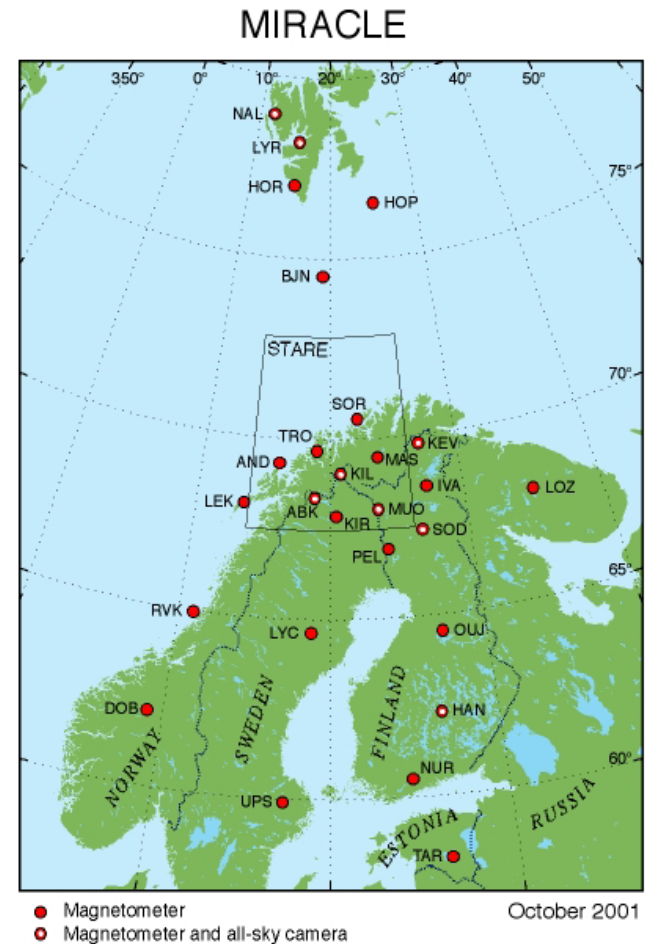 MIRACLE
350° 0° 10° 20° 30° 40° 50°
NAL
LYR
75°
HOR
HOP
BJN
STARE
70°
SOR
TRO
KEV
AND
MAS
KIL
IVA
LOZ
LEK
ABK
MUO
KIR
SOD
PEL
65°
RVK
LYC
OUJ
DOB
HAN
SWEDEN
FINLAND
NORWAY
NUR
60°
UPS
RUSSIA
ESTONIA
TAR
Magnetometer
October 2001
Magnetometer and all-sky camera